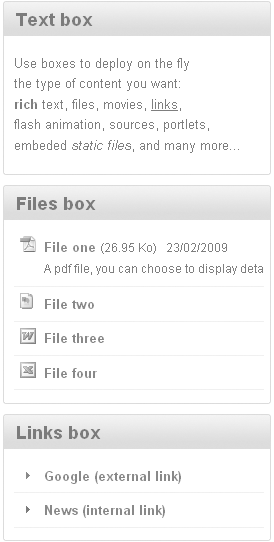 Text box
Use boxes to deploy on the fly
the type of content you want:
rich text, files, movies, links,
flash animation, sources, portlets,
embeded static files, and many more...
Files box
File one (26.95 Ko) 23/02/2009
A pdf file, you can choose to display deta
File two
File three
File four
Links box
Google (external link)
News (internal link)